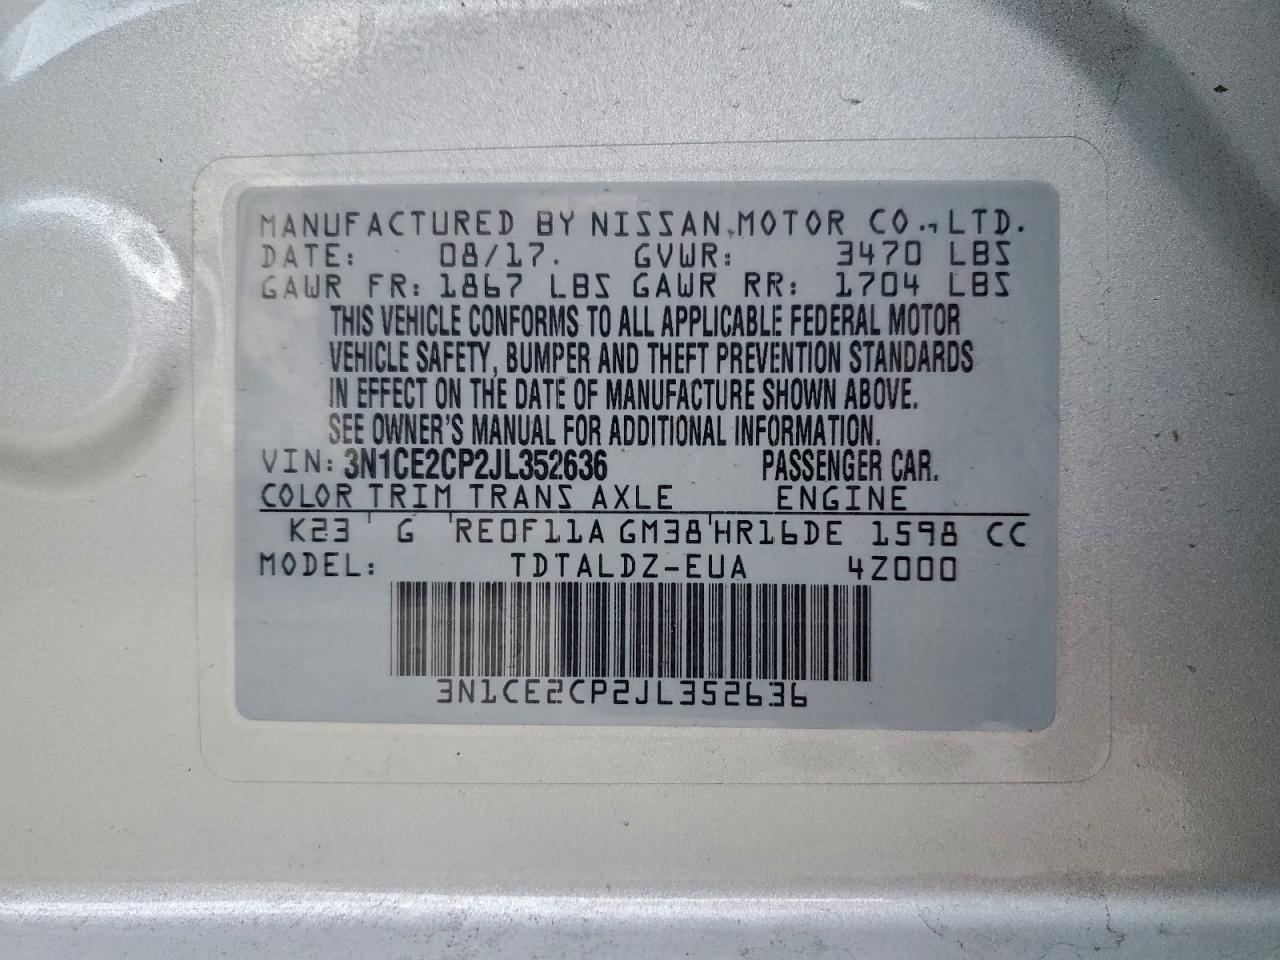 MANUFACTURED BY NISSAN MOTOR CO., LTD.
DATE: 08/17. GVWR: 3470 LBS
GAWR FR: 1867 LBS GAWR RR: 1704 LBS
THIS VEHICLE CONFORMS TO ALL APPLICABLE FEDERAL MOTOR
VEHICLE SAFETY, BUMPER AND THEFT PREVENTION STANDARDS
IN EFFECT ON THE DATE OF MANUFACTURE SHOWN ABOVE.
SEE OWNER'S MANUAL FOR ADDITIONAL INFORMATION.
VIN: 3N1CE2CP2JL352636 PASSENGER CAR.
COLOR TRIM TRANS AXLE ENGINE
K23 G RE0F11A GM38 HR16DE 1598 CC
MODEL: TDTALDZ-EUA 4Z000
3N1CE2CP2JL352636